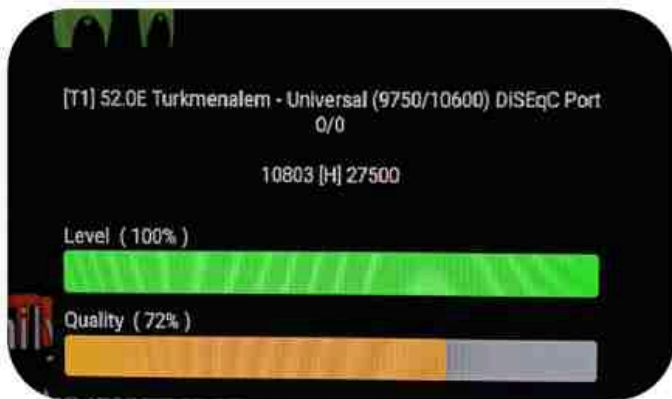 [T1] 52.0E Turkmenalem - Universal (9750/10600) DiSEqC Port
0/0
10803 [H] 27500
Level ( 100% )
Quality ( 72% )